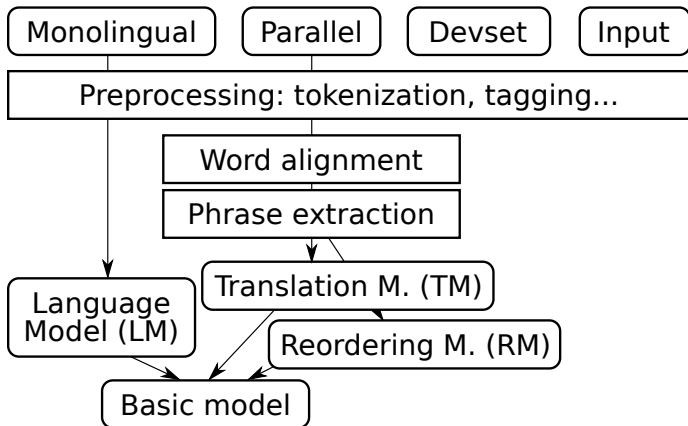 Monolingual
Parallel
Devset
Input
Preprocessing: tokenization, tagging...
Word alignment
Phrase extraction
Translation M. (TM)
Language
Model (LM)
Reordering M. (RM)
Basic model